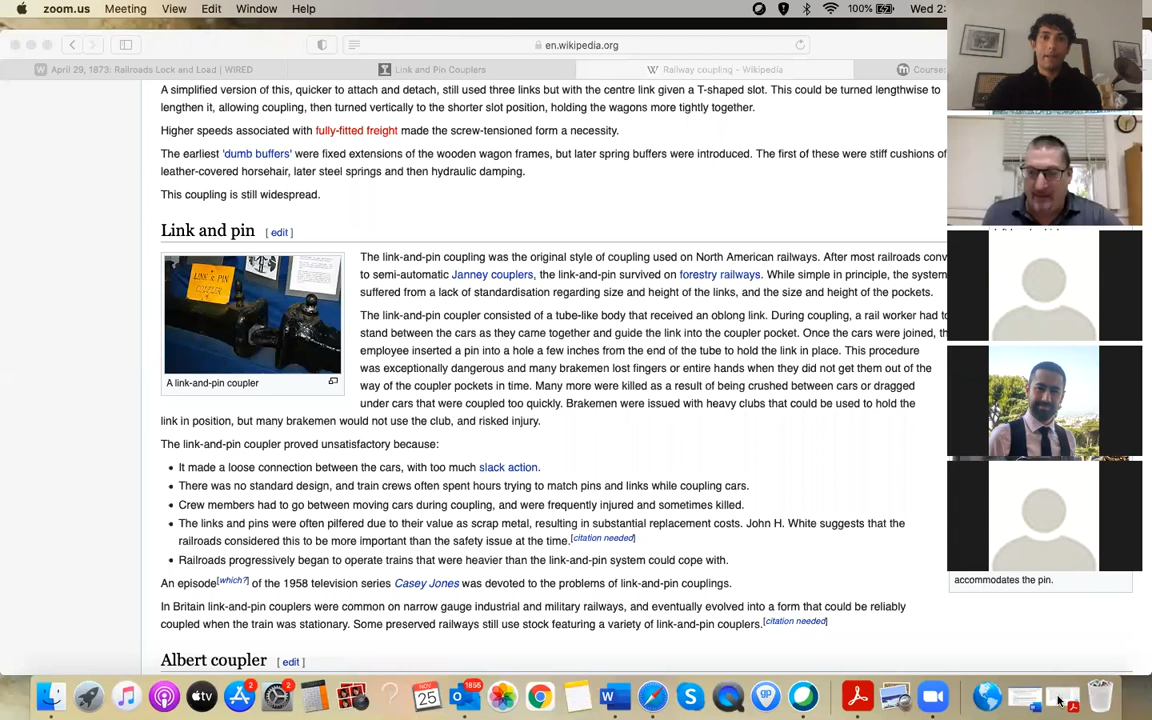 zoom.us Meeting View Edit Window Help 100% Wed 2:
en.wikipedia.org
April 29, 1873: Railroads Lock and Load | WIRED Link and Pin Couplers Railway coupling – Wikipedia Course:
A simplified version of this, quicker to attach and detach, still used three links but with the centre link given a T-shaped slot. This could be turned lengthwise to
lengthen it, allowing coupling, then turned vertically to the shorter slot position, holding the wagons more tightly together.
Higher speeds associated with fully-fitted freight made the screw-tensioned form a necessity.
The earliest 'dumb buffers' were fixed extensions of the wooden wagon frames, but later spring buffers were introduced. The first of these were stiff cushions of
leather-covered horsehair, later steel springs and then hydraulic damping.
This coupling is still widespread.
Link and pin [ edit ]
LINK & PIN
COUPLER
A link-and-pin coupler
The link-and-pin coupling was the original style of coupling used on North American railways. After most railroads conv
to semi-automatic Janney couplers, the link-and-pin survived on forestry railways. While simple in principle, the system
suffered from a lack of standardisation regarding size and height of the links, and the size and height of the pockets.
The link-and-pin coupler consisted of a tube-like body that received an oblong link. During coupling, a rail worker had to
stand between the cars as they came together and guide the link into the coupler pocket. Once the cars were joined, th
employee inserted a pin into a hole a few inches from the end of the tube to hold the link in place. This procedure
was exceptionally dangerous and many brakemen lost fingers or entire hands when they did not get them out of the
way of the coupler pockets in time. Many more were killed as a result of being crushed between cars or dragged
under cars that were coupled too quickly. Brakemen were issued with heavy clubs that could be used to hold the
link in position, but many brakemen would not use the club, and risked injury.
The link-and-pin coupler proved unsatisfactory because:
• It made a loose connection between the cars, with too much slack action.
• There was no standard design, and train crews often spent hours trying to match pins and links while coupling cars.
• Crew members had to go between moving cars during coupling, and were frequently injured and sometimes killed.
• The links and pins were often pilfered due to their value as scrap metal, resulting in substantial replacement costs. John H. White suggests that the
railroads considered this to be more important than the safety issue at the time.[citation needed]
• Railroads progressively began to operate trains that were heavier than the link-and-pin system could cope with.
An episode[which?] of the 1958 television series Casey Jones was devoted to the problems of link-and-pin couplings.
In Britain link-and-pin couplers were common on narrow gauge industrial and military railways, and eventually evolved into a form that could be reliably
coupled when the train was stationary. Some preserved railways still use stock featuring a variety of link-and-pin couplers.[citation needed]
Albert coupler [ edit ]
accommodates the pin.
2 2 NOV 25 1855
tv W S gp